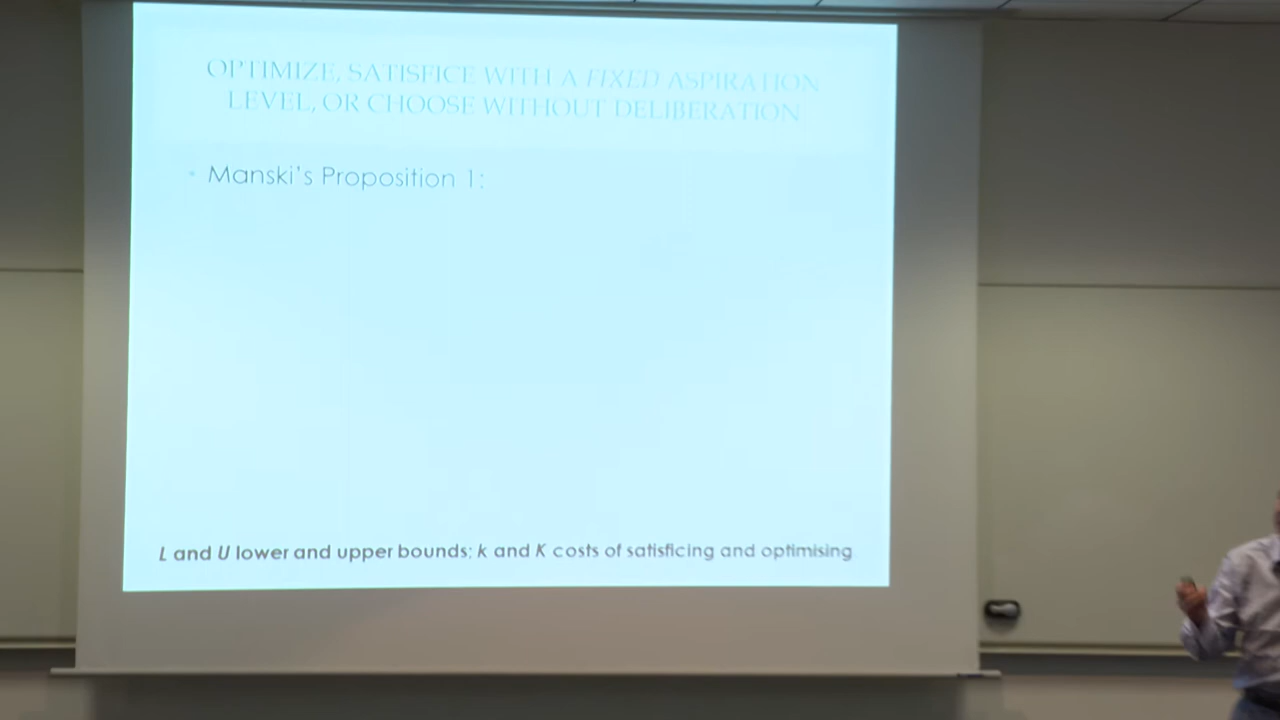 OPTIMIZE, SATISFICE WITH A FIXED ASPIRATION
LEVEL, OR CHOOSE WITHOUT DELIBERATION
• Manski's Proposition 1:
L and U lower and upper bounds; k and K costs of satisficing and optimising